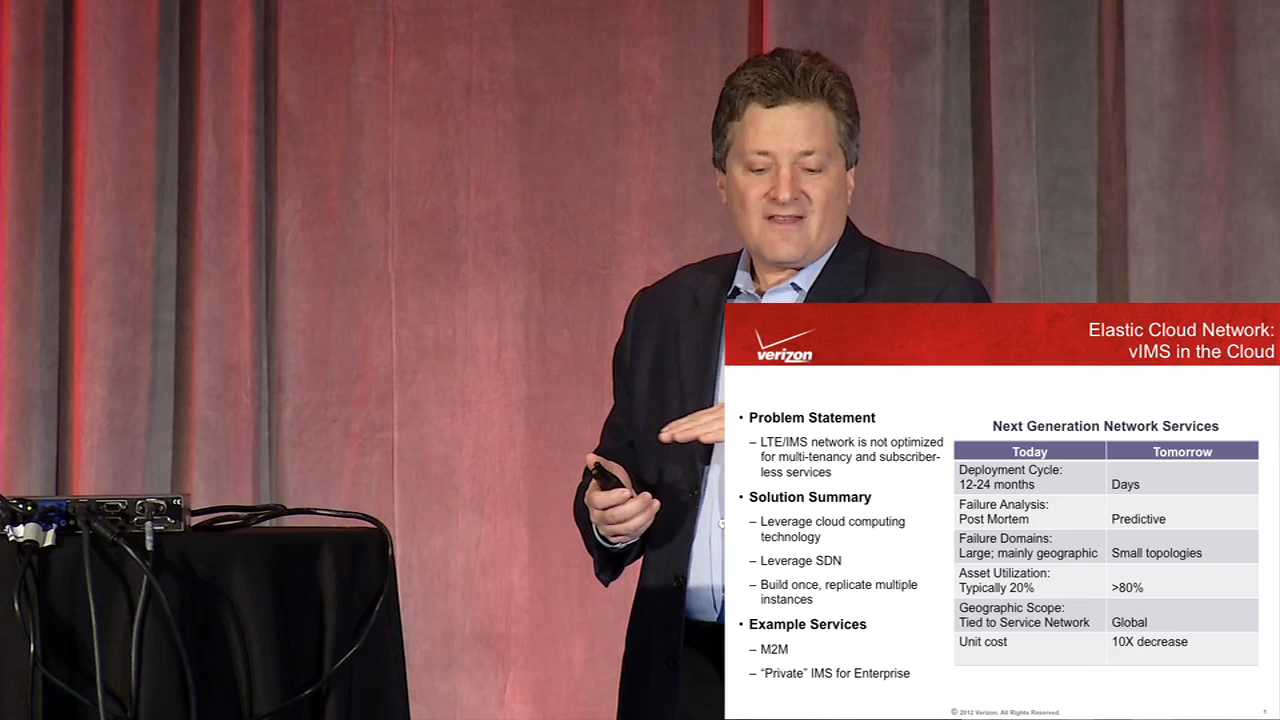 verizon
Elastic Cloud Network:
vIMS in the Cloud
• Problem Statement
– LTE/IMS network is not optimized
for multi-tenancy and subscriber-
less services
• Solution Summary
– Leverage cloud computing
technology
– Leverage SDN
– Build once, replicate multiple
instances
• Example Services
– M2M
– “Private” IMS for Enterprise
Next Generation Network Services
Today Tomorrow
Deployment Cycle:
12-24 months Days
Failure Analysis:
Post Mortem Predictive
Failure Domains:
Large; mainly geographic Small topologies
Asset Utilization:
Typically 20% >80%
Geographic Scope:
Tied to Service Network Global
Unit cost 10X decrease
© 2012 Verizon. All Rights Reserved.